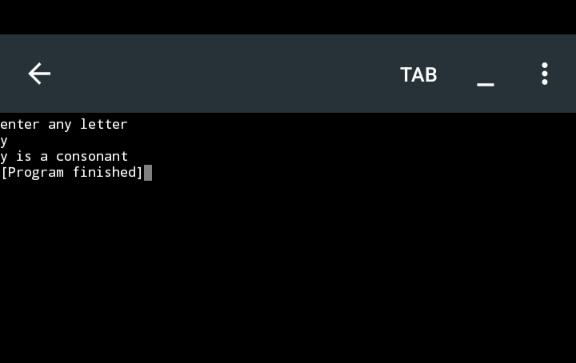 TAB _
enter any letter
y
y is a consonant
[Program finished]